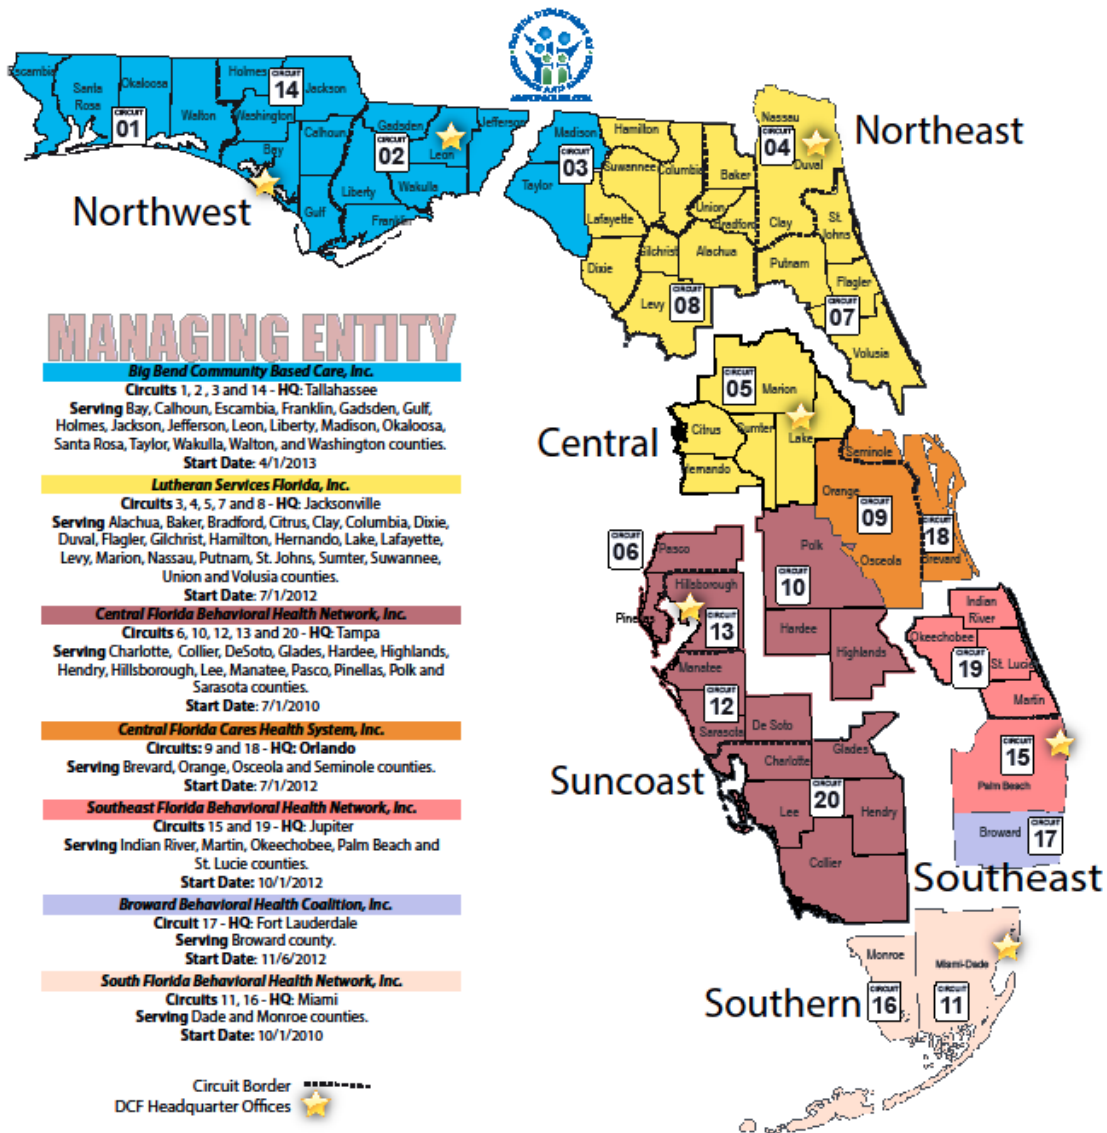 FLORIDA DEPARTMENT OF
CHILDREN AND FAMILIES
MYFLFAMILIES.COM
Escambia
Santa
Rosa
Okaloosa
Walton
Holmes
Jackson
Washington
Bay
Calhoun
Gulf
Liberty
Gadsden
Leon
Jefferson
Wakulla
Franklin
CIRCUIT
01
CIRCUIT
14
CIRCUIT
02
Northwest
Madison
Taylor
CIRCUIT
03
Hamilton
Suwannee
Columbia
Lafayette
Dixie
Baker
Union
Bradford
Gilchrist
Alachua
Levy
CIRCUIT
08
Nassau
CIRCUIT
04
Duval
Clay
St.
Johns
Putnam
Flagler
CIRCUIT
07
Volusia
Northeast
MANAGING ENTITY
Big Bend Community Based Care, Inc.
Circuits 1, 2 , 3 and 14 - HQ: Tallahassee
Serving Bay, Calhoun, Escambia, Franklin, Gadsden, Gulf,
Holmes, Jackson, Jefferson, Leon, Liberty, Madison, Okaloosa,
Santa Rosa, Taylor, Wakulla, Walton, and Washington counties.
Start Date: 4/1/2013
Lutheran Services Florida, Inc.
Circuits 3, 4, 5, 7 and 8 - HQ: Jacksonville
Serving Alachua, Baker, Bradford, Citrus, Clay, Columbia, Dixie,
Duval, Flagler, Gilchrist, Hamilton, Hernando, Lake, Lafayette,
Levy, Marion, Nassau, Putnam, St. Johns, Sumter, Suwannee,
Union and Volusia counties.
Start Date: 7/1/2012
Central Florida Behavioral Health Network, Inc.
Circuits 6, 10, 12, 13 and 20 - HQ: Tampa
Serving Charlotte, Collier, DeSoto, Glades, Hardee, Highlands,
Hendry, Hillsborough, Lee, Manatee, Pasco, Pinellas, Polk and
Sarasota counties.
Start Date: 7/1/2010
Central Florida Cares Health System, Inc.
Circuits: 9 and 18 - HQ: Orlando
Serving Brevard, Orange, Osceola and Seminole counties.
Start Date: 7/1/2012
Southeast Florida Behavioral Health Network, Inc.
Circuits 15 and 19 - HQ: Jupiter
Serving Indian River, Martin, Okeechobee, Palm Beach and
St. Lucie counties.
Start Date: 10/1/2012
Broward Behavioral Health Coalition, Inc.
Circuit 17 - HQ: Fort Lauderdale
Serving Broward county.
Start Date: 11/6/2012
South Florida Behavioral Health Network, Inc.
Circuits 11, 16 - HQ: Miami
Serving Dade and Monroe counties.
Start Date: 10/1/2010
Circuit Border
DCF Headquarter Offices
CIRCUIT
05
Marion
Citrus
Sumter
Lake
Hernando
Central
Seminole
Orange
CIRCUIT
09
Osceola
CIRCUIT
18
Brevard
CIRCUIT
06
Pasco
Hillsborough
Pinellas
CIRCUIT
13
Polk
CIRCUIT
10
Hardee
Highlands
Manatee
CIRCUIT
12
Sarasota
De Soto
Charlotte
Glades
CIRCUIT
20
Lee
Hendry
Collier
Suncoast
Indian
River
Okeechobee
CIRCUIT
19
St. Lucie
Martin
CIRCUIT
15
Palm Beach
Broward
CIRCUIT
17
Southeast
Monroe
Miami-Dade
CIRCUIT
16
CIRCUIT
11
Southern